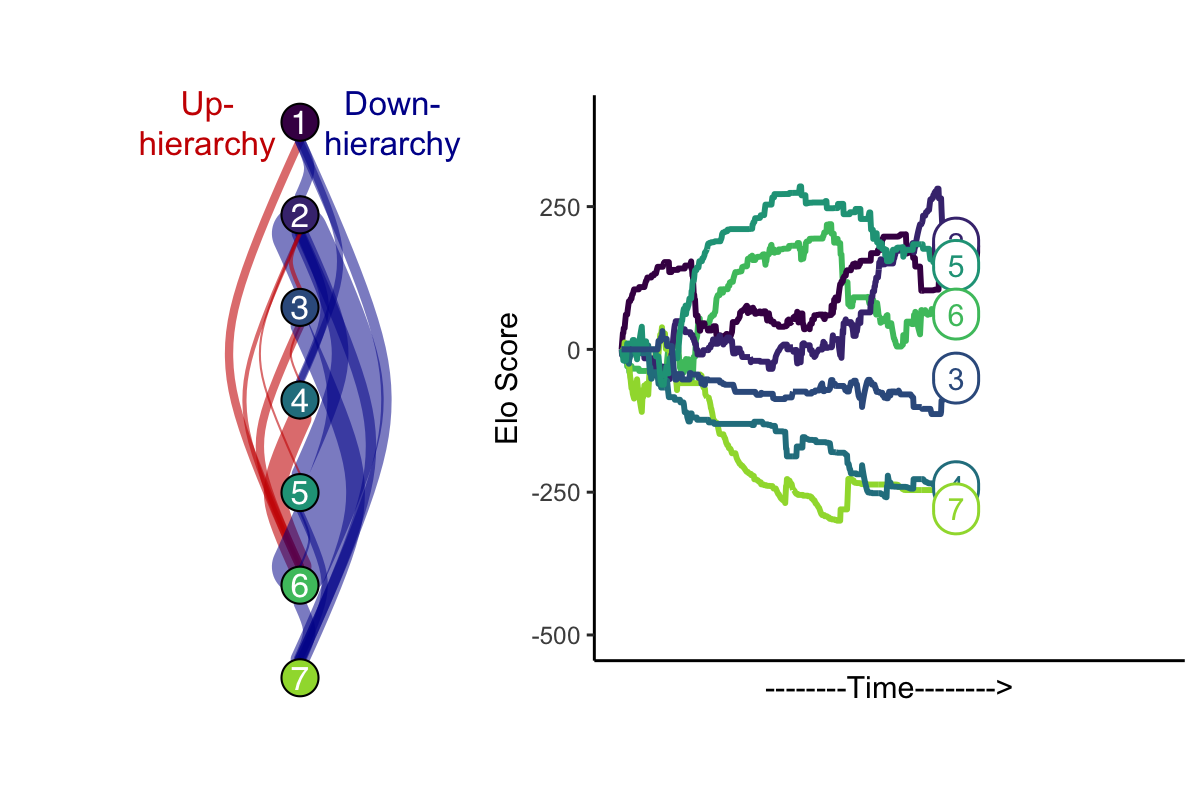 Up-
hierarchy
Down-
hierarchy
1
2
3
4
5
6
7
Elo Score
250
0
-250
-500
5
6
3
4
7
--------Time-------->